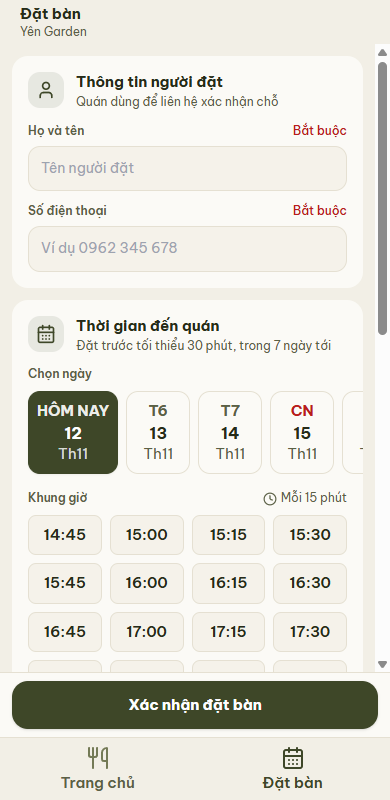 Đặt bàn
Yên Garden
Thông tin người đặt
Quán dùng để liên hệ xác nhận chỗ
Họ và tên Bắt buộc
Tên người đặt
Số điện thoại Bắt buộc
Ví dụ 0962 345 678
Thời gian đến quán
Đặt trước tối thiểu 30 phút, trong 7 ngày tới
Chọn ngày
HÔM NAY T6 T7 CN
12 13 14 15
Th11 Th11 Th11 Th11
Khung giờ Mỗi 15 phút
14:45 15:00 15:15 15:30
15:45 16:00 16:15 16:30
16:45 17:00 17:15 17:30
Xác nhận đặt bàn
Trang chủ Đặt bàn